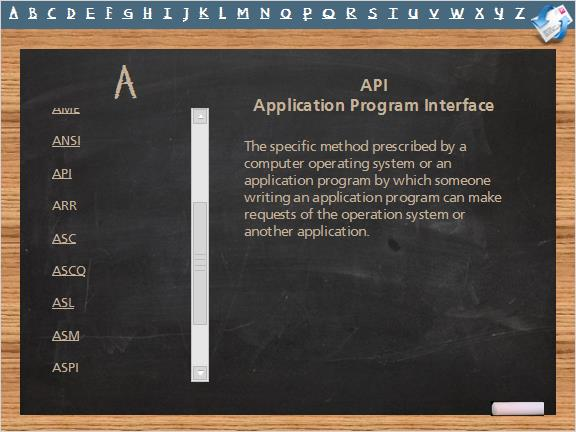 A B C D E F G H I J K L M N O P Q R S T U V W X Y Z
A
AME
ANSI
API
ARR
ASC
ASCQ
ASL
ASM
ASPI
API
Application Program Interface
The specific method prescribed by a
computer operating system or an
application program by which someone
writing an application program can make
requests of the operation system or
another application.